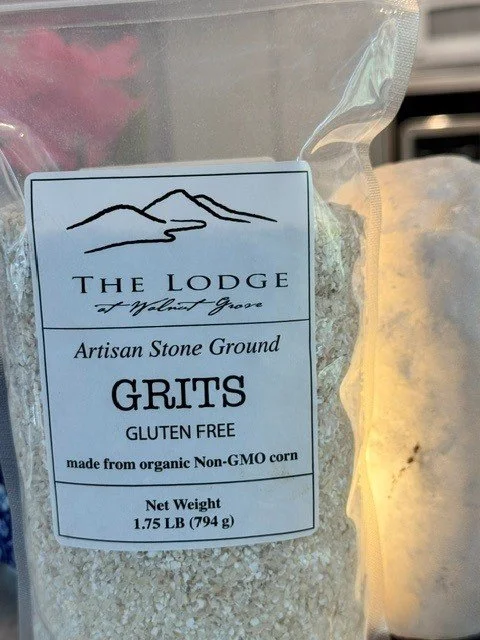 THE LODGE
at Walnut Grove
Artisan Stone Ground
GRITS
GLUTEN FREE
made from organic Non-GMO corn
Net Weight
1.75 LB (794 g)